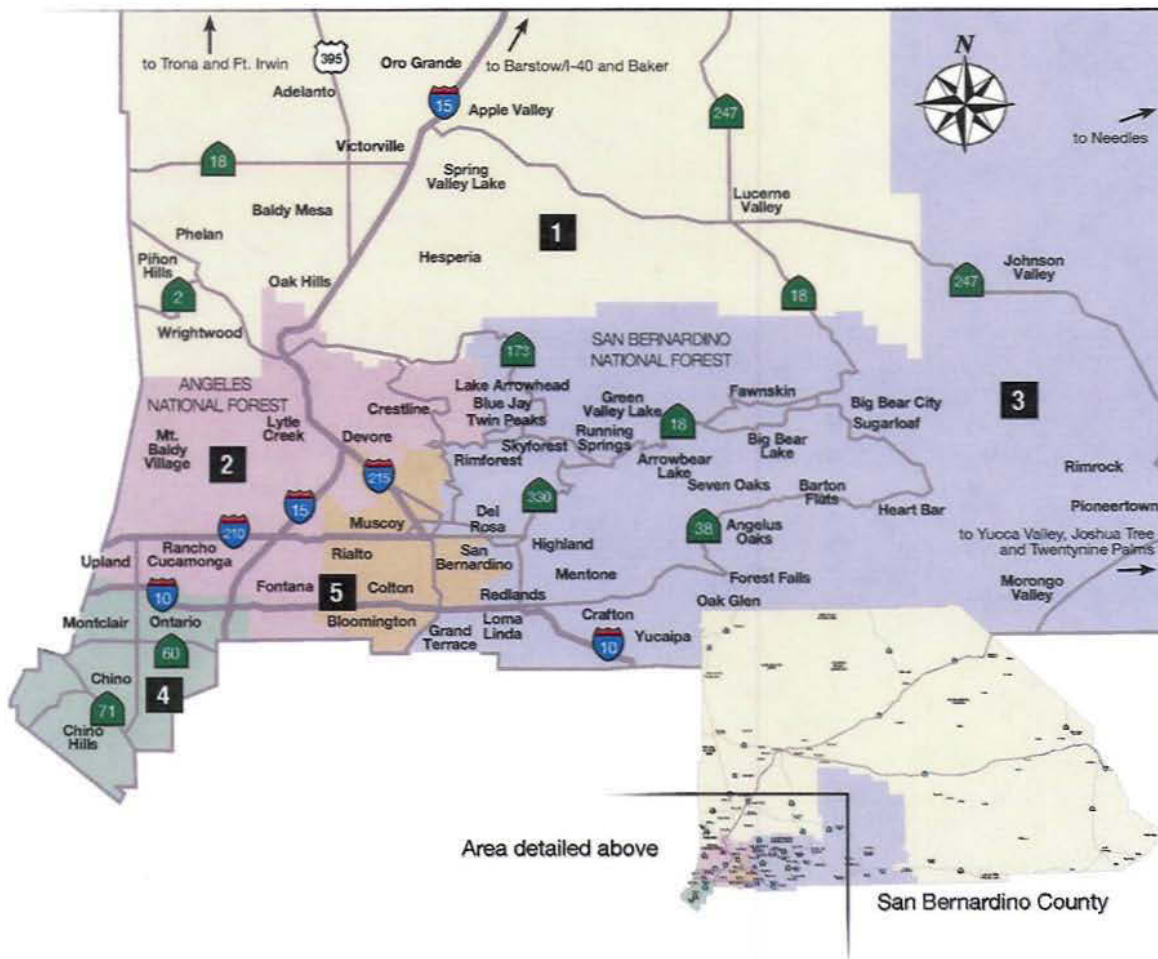 N
to Trona and Ft. Irwin
395
Oro Grande
to Barstow/I-40 and Baker
Adelanto
15
Apple Valley
247
to Needles
Victorville
18
Spring
Valley Lake
Lucerne
Valley
Baldy Mesa
1
Phelan
Hesperia
Piñon
Hills
Oak Hills
Johnson
Valley
2
18
247
Wrightwood
SAN BERNARDINO
NATIONAL FOREST
173
ANGELES
NATIONAL FOREST
Lake Arrowhead
Blue Jay
Twin Peaks
Crestline
Green
Valley Lake
Fawnskin
Big Bear City
Sugarloaf
3
Lytle
Creek
Devore
Skyforest
Running
Springs
18
Big Bear
Lake
Mt.
Baldy
Village
2
Rimforest
Arrowbear
Lake
Rimrock
215
Seven Oaks
Barton
Flats
Heart Bar
Pioneertown
15
330
Muscoy
Del
Rosa
38
Angelus
Oaks
210
Highland
to Yucca Valley, Joshua Tree
and Twentynine Palms
Upland
Rancho
Cucamonga
Rialto
San
Bernardino
Mentone
Forest Falls
Morongo
Valley
Fontana
5
Colton
Redlands
10
Oak Glen
Montclair
Ontario
Bloomington
Grand
Terrace
Loma
Linda
Crafton
10
Yucaipa
60
Chino
4
71
Chino
Hills
Area detailed above
San Bernardino County